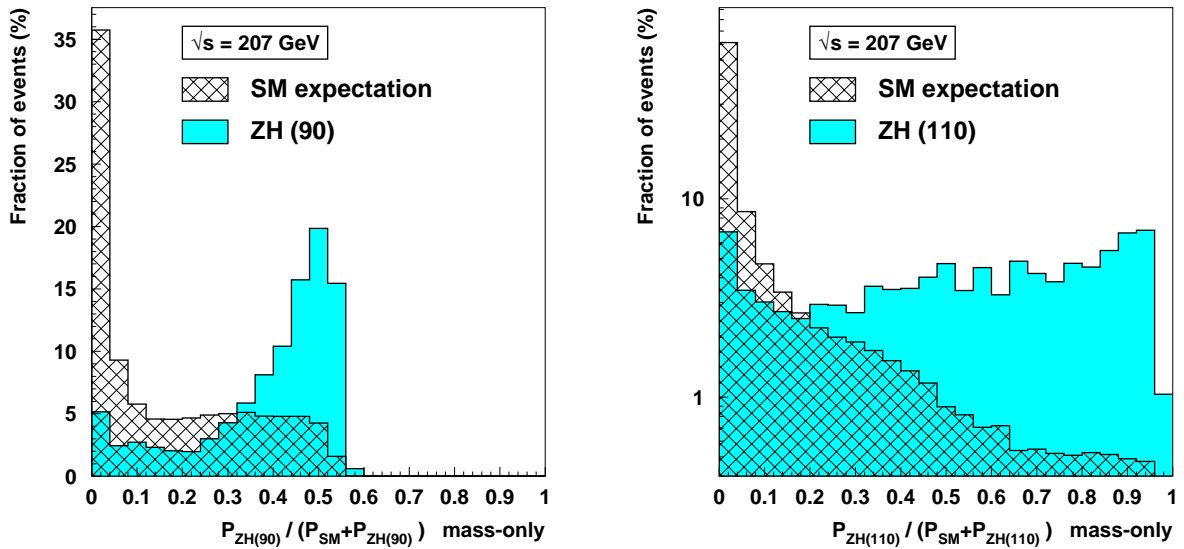 Fraction of events (%)
35
30
25
20
15
10
5
0
√s = 207 GeV
SM expectation
ZH (90)
0 0.1 0.2 0.3 0.4 0.5 0.6 0.7 0.8 0.9 1
P_ZH(90) / (P_SM+P_ZH(90) ) mass-only
Fraction of events (%)
10
1
√s = 207 GeV
SM expectation
ZH (110)
0 0.1 0.2 0.3 0.4 0.5 0.6 0.7 0.8 0.9 1
P_ZH(110) / (P_SM+P_ZH(110) ) mass-only